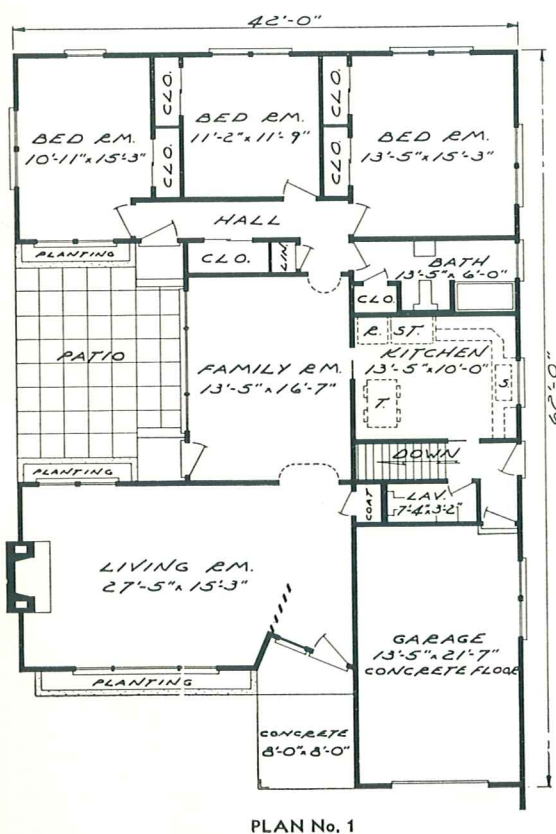 42'-0"
BED RM.
10'-11" x 15'-3"
CLO.
CLO.
BED RM.
11'-2" x 11'-9"
CLO.
CLO.
BED RM.
13'-5" x 15'-3"
HALL
PLANTING
CLO.
LIN.
BATH
13'-5" x 6'-0"
CLO.
PATIO
FAMILY RM.
13'-5" x 16'-7"
R.
ST.
KITCHEN
13'-5" x 10'-0"
T.
S.
62'-0"
DOWN
PLANTING
COAT
LAV.
7'-4" x 3'-2"
LIVING RM.
27'-5" x 15'-3"
GARAGE
13'-5" x 21'-7"
CONCRETE FLOOR
PLANTING
CONCRETE
8'-0" x 8'-0"
PLAN No. 1